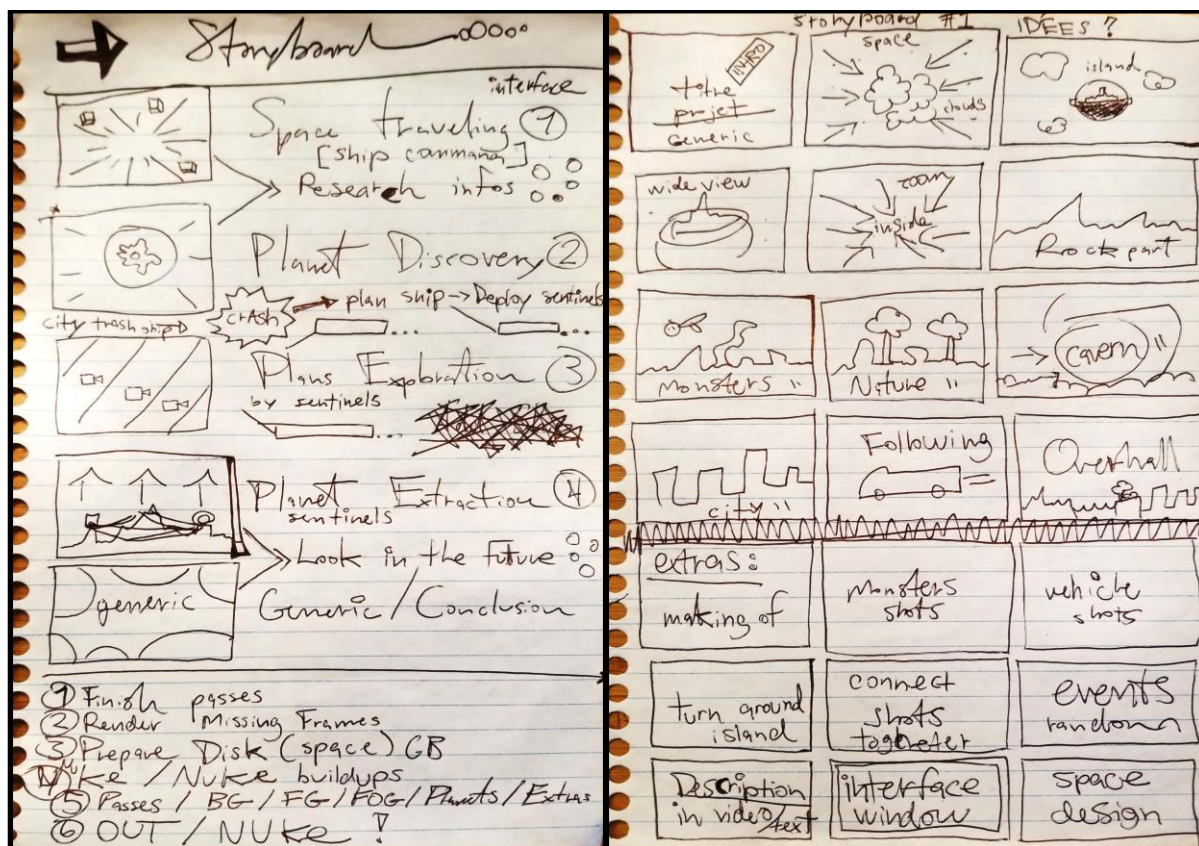 Storyboard
interface
Space traveling 1
[ship command]
Research infos
Planet Discovery 2
city trash ship
crAsh
plan ship → Deploy sentinels
Plans Exploration 3
by sentinels
Planet Extraction 4
sentinels
Look in the future
generic
Generic / Conclusion
1 Finish passes
2 Render Missing Frames
3 Prepare Disk (space) GB
Nuke / Nuke buildups
5 Passes / BG / FG / FOG / Planets / Extras
6 OUT / NUKE !
Storyboard #1 IDÉES ?
INTRO
titre
projet
Generic
space
clouds
island
wide view
zoom
inside
Rock part
Monsters "
Nature "
cavern "
city "
Following
Overhall
extras:
making of
monsters
shots
vehicle
shots
turn around
island
connect
shots
together
events
random
Description
in video/text
interface
window
space
design